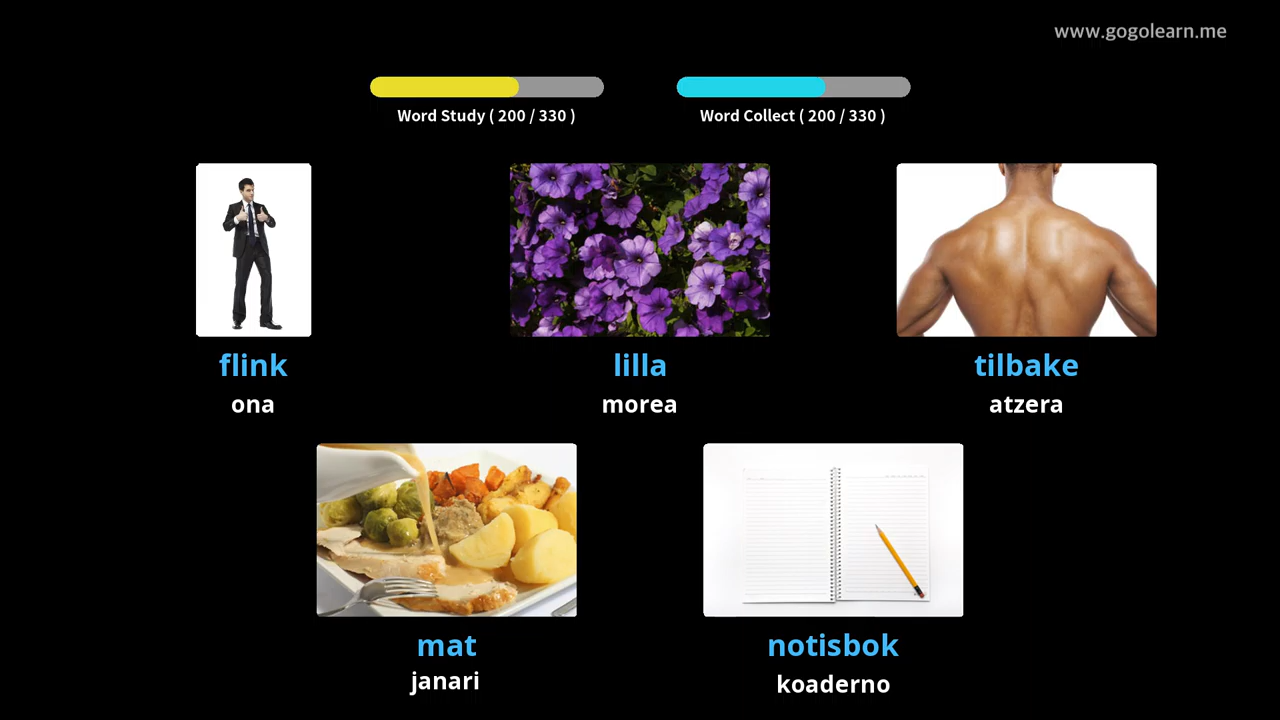 www.gogolearn.me
Word Study ( 200 / 330 )
Word Collect ( 200 / 330 )
flink
ona
lilla
morea
tilbake
atzera
mat
janari
notisbok
koaderno